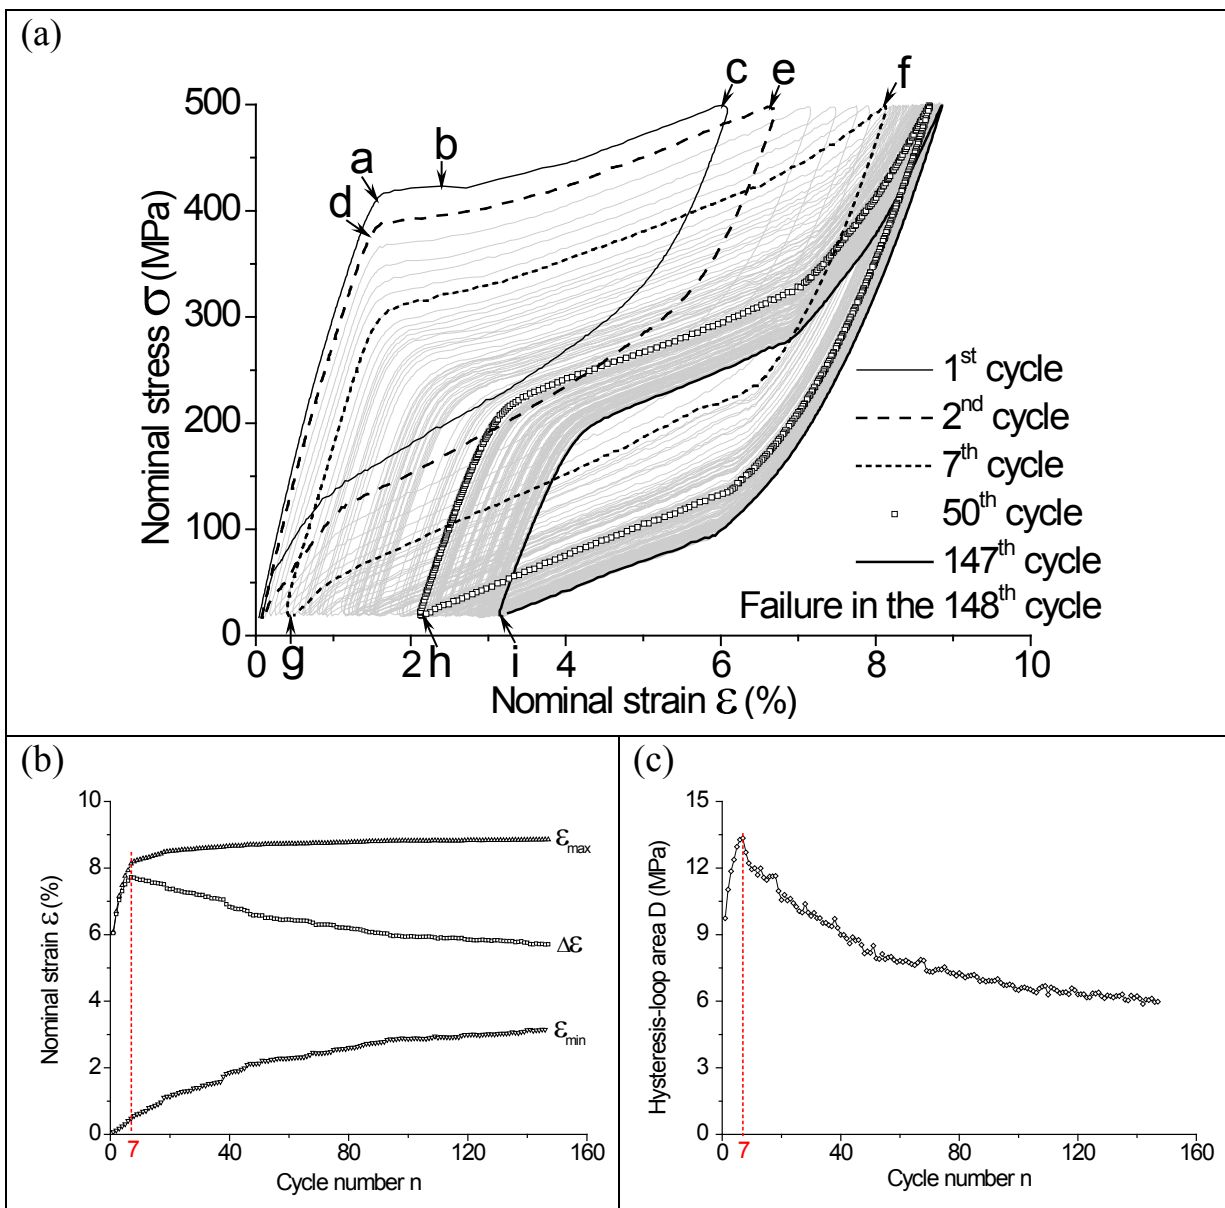 (a)
c
e
f
500
a
b
d
400
300
200
100
0
Nominal stress σ (MPa)
1st cycle
2nd cycle
7th cycle
50th cycle
147th cycle
Failure in the 148th cycle
0
g
2
h
i
4
6
8
10
Nominal strain ε (%)
(b)
10
8
6
4
2
0
Nominal strain ε (%)
εmax
Δε
εmin
0
7
40
80
120
160
Cycle number n
(c)
15
12
9
6
3
0
Hysteresis-loop area D (MPa)
0
7
40
80
120
160
Cycle number n